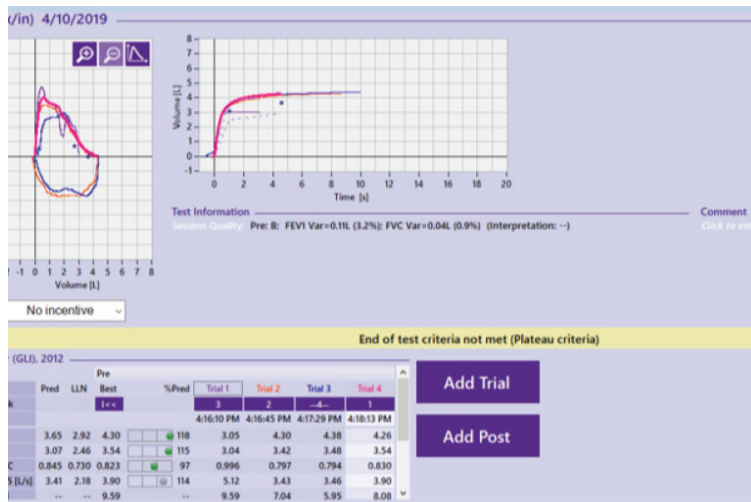 x/in) 4/10/2019
8
7
6
5
4
3
2
1
0
-1
Volume [L]
0 2 4 6 8 10 12 14 16 18 20
Time [s]
-1 0 1 2 3 4 5 6 7 8
Volume [L]
Test Information
Comment
Session Quality: Pre: B; FEV1 Var=0.11L (3.2%); FVC Var=0.04L (0.9%) (Interpretation: --)
Click to en
No incentive
End of test criteria not met (Plateau criteria)
(GLI), 2012
Pre
Pred LLN Best %Pred Trial 1 Trial 2 Trial 3 Trial 4
k I<< 3 2 --4-- 1
4:16:10 PM 4:16:45 PM 4:17:29 PM 4:18:13 PM
3.65 2.92 4.30 118 3.05 4.30 4.38 4.26
3.07 2.46 3.54 115 3.04 3.42 3.48 3.54
C 0.845 0.730 0.823 97 0.996 0.797 0.794 0.830
5 [L/s] 3.41 2.18 3.90 114 5.12 3.43 3.46 3.90
-- -- 9.59 9.59 7.04 5.95 8.08
Add Trial
Add Post